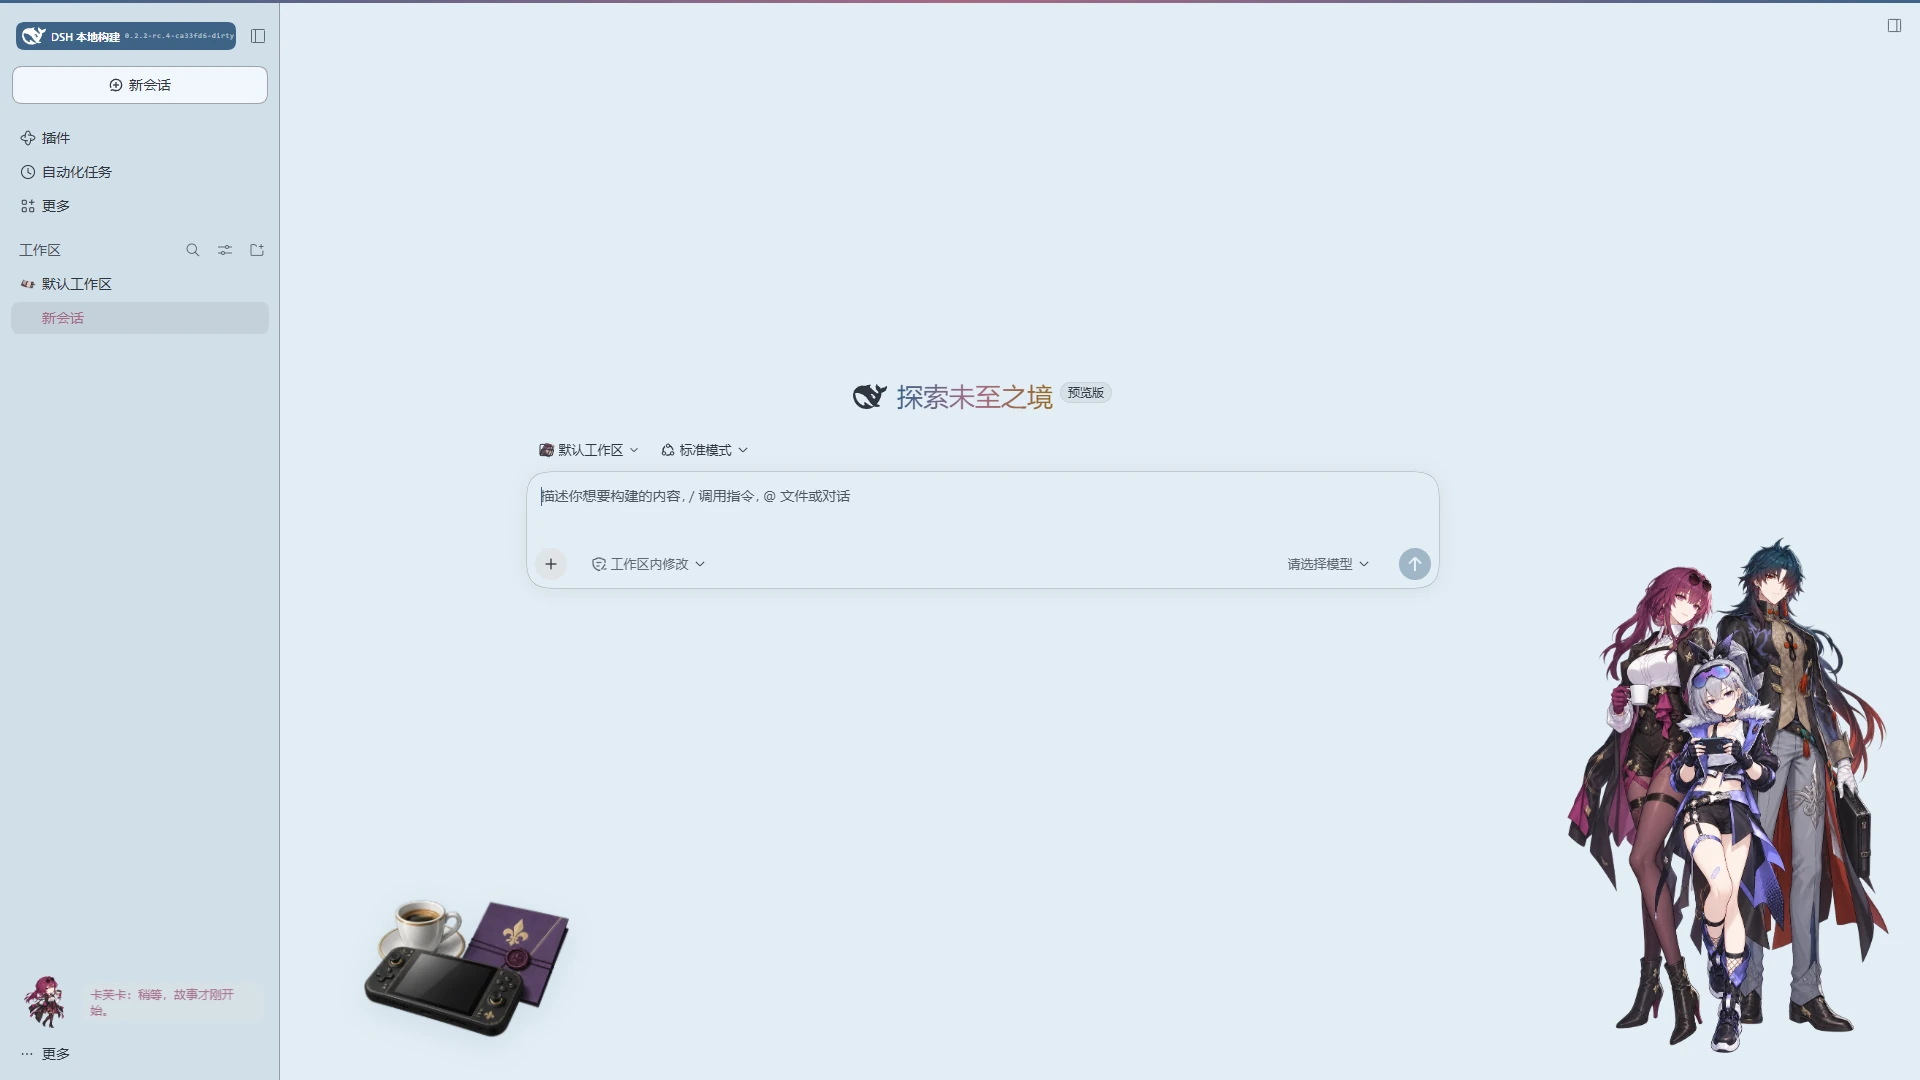 DSH 本地构建 0.2.2-rc.4-ca33fd6-dirty
新会话
插件
自动化任务
更多
工作区
默认工作区
新会话
探索未至之境 预览版
默认工作区 标准模式
描述你想要构建的内容, / 调用指令, @ 文件或对话
工作区内修改 请选择模型
卡芙卡：稍等，故事才刚开
始。
更多